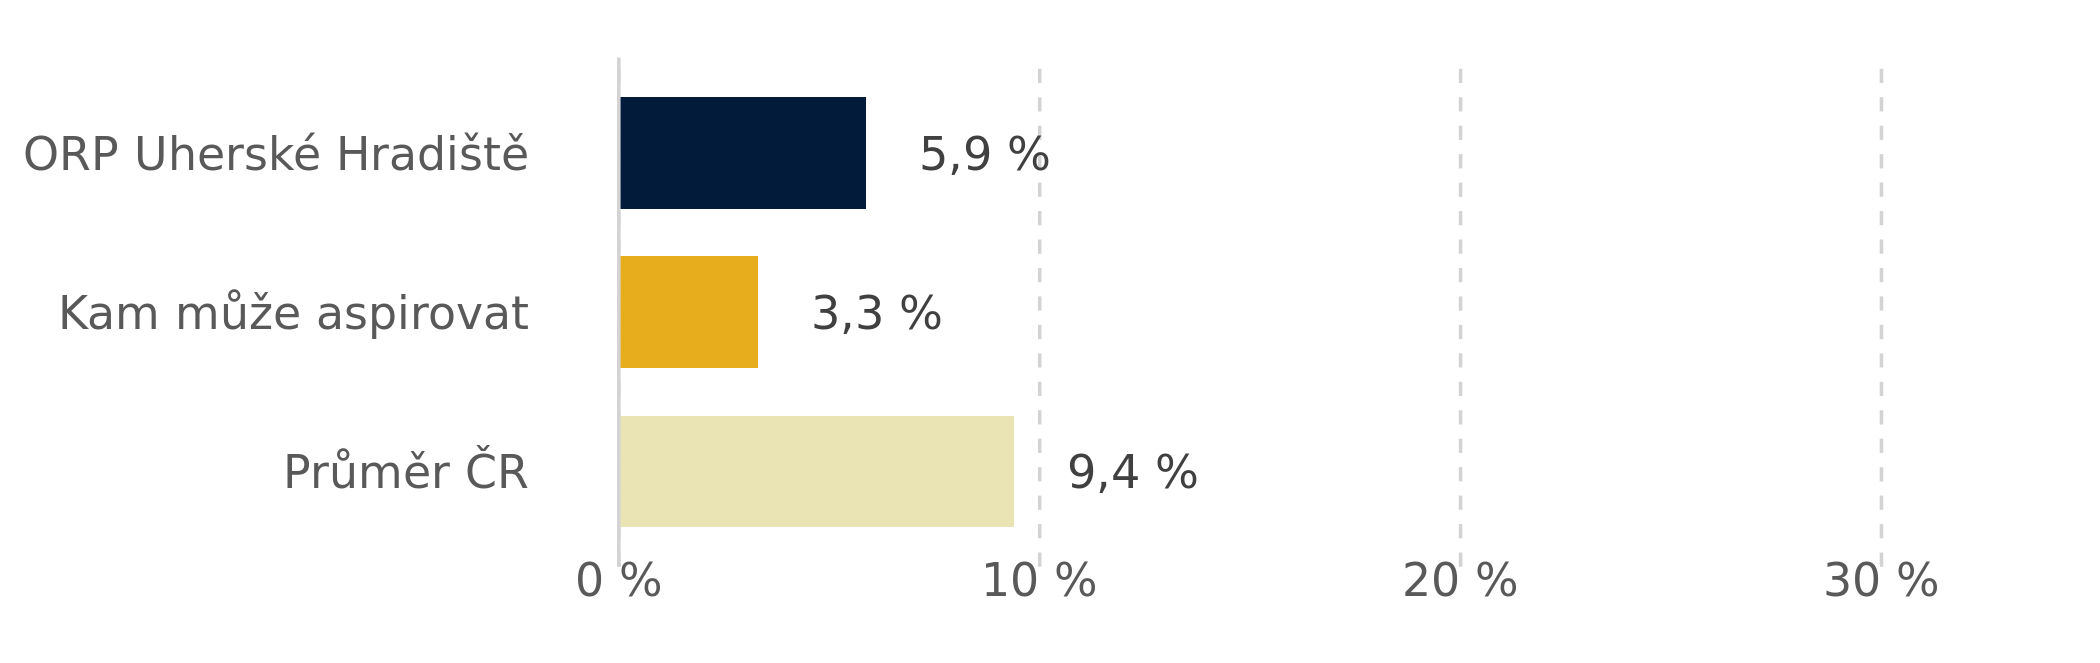 ORP Uherské Hradiště
5,9 %
Kam může aspirovat
3,3 %
Průměr ČR
9,4 %
0 %
10 %
20 %
30 %